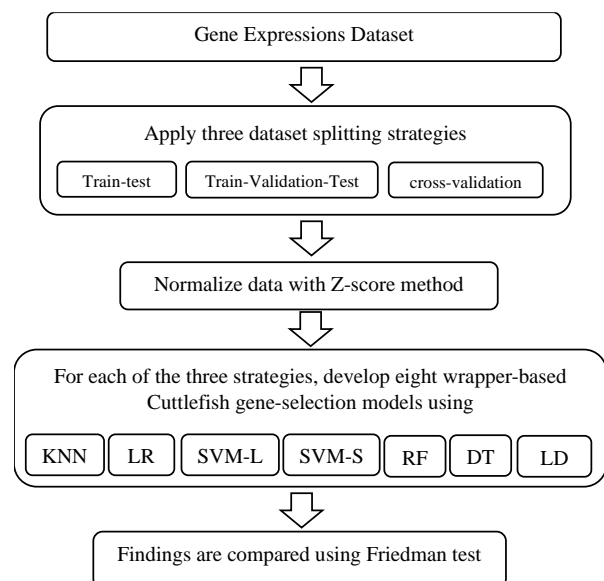 Gene Expressions Dataset
Apply three dataset splitting strategies
Train-test
Train-Validation-Test
cross-validation
Normalize data with Z-score method
For each of the three strategies, develop eight wrapper-based
Cuttlefish gene-selection models using
KNN
LR
SVM-L
SVM-S
RF
DT
LD
Findings are compared using Friedman test